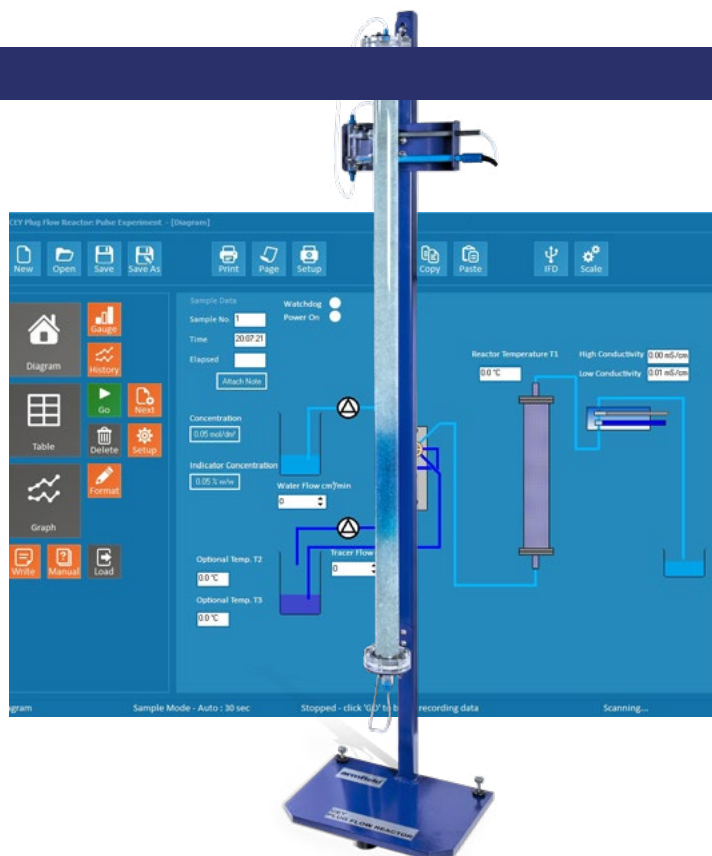 CEY Plug Flow Reactor: Pulse Experiment - [Diagram]
New Open Save Save As Print Page Setup Copy Paste IFD Scale
Sample Data
Watchdog
Sample No. 1
Power On
Time 20:07:21
Elapsed
Attach Note
Gauge
Diagram
History
Go
Next
Table
Delete
Setup
Format
Graph
Write
Manual
Load
Concentration
0.05 mol/dm³
Indicator Concentration
0.05 % w/w
Water Flow cm³/min
0
Tracer Flow
0
Optional Temp. T2
0.0 °C
Optional Temp. T3
0.0 °C
Reactor Temperature T1
0.0 °C
High Conductivity 0.00 mS/cm
Low Conductivity 0.01 mS/cm
Sample Mode - Auto : 30 sec
Stopped - click 'GO' to
recording data
Scanning...
armfield
CEY
PLUG FLOW REACTOR